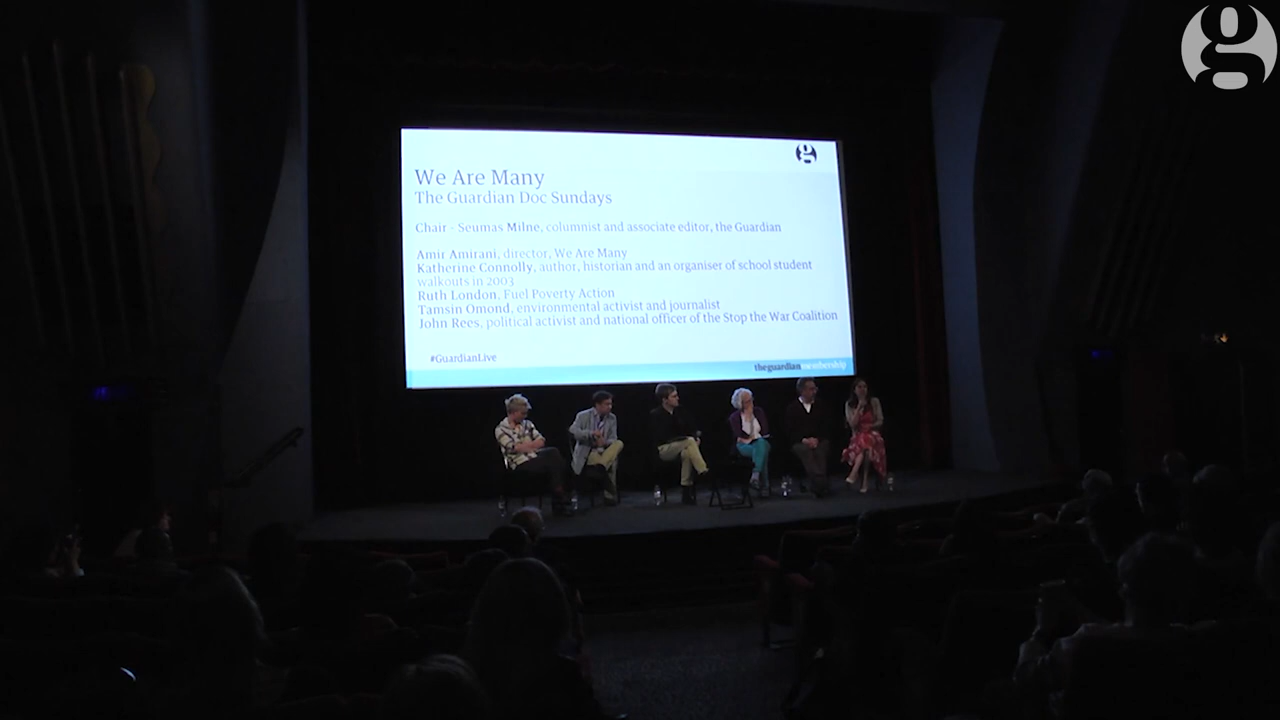 g
g
We Are Many
The Guardian Doc Sundays
Chair - Seumas Milne, columnist and associate editor, the Guardian
Amir Amirani, director, We Are Many
Katherine Connolly, author, historian and an organiser of school student
walkouts in 2003
Ruth London, Fuel Poverty Action
Tamsin Omond, environmental activist and journalist
John Rees, political activist and national officer of the Stop the War Coalition
#GuardianLive
theguardianmembership